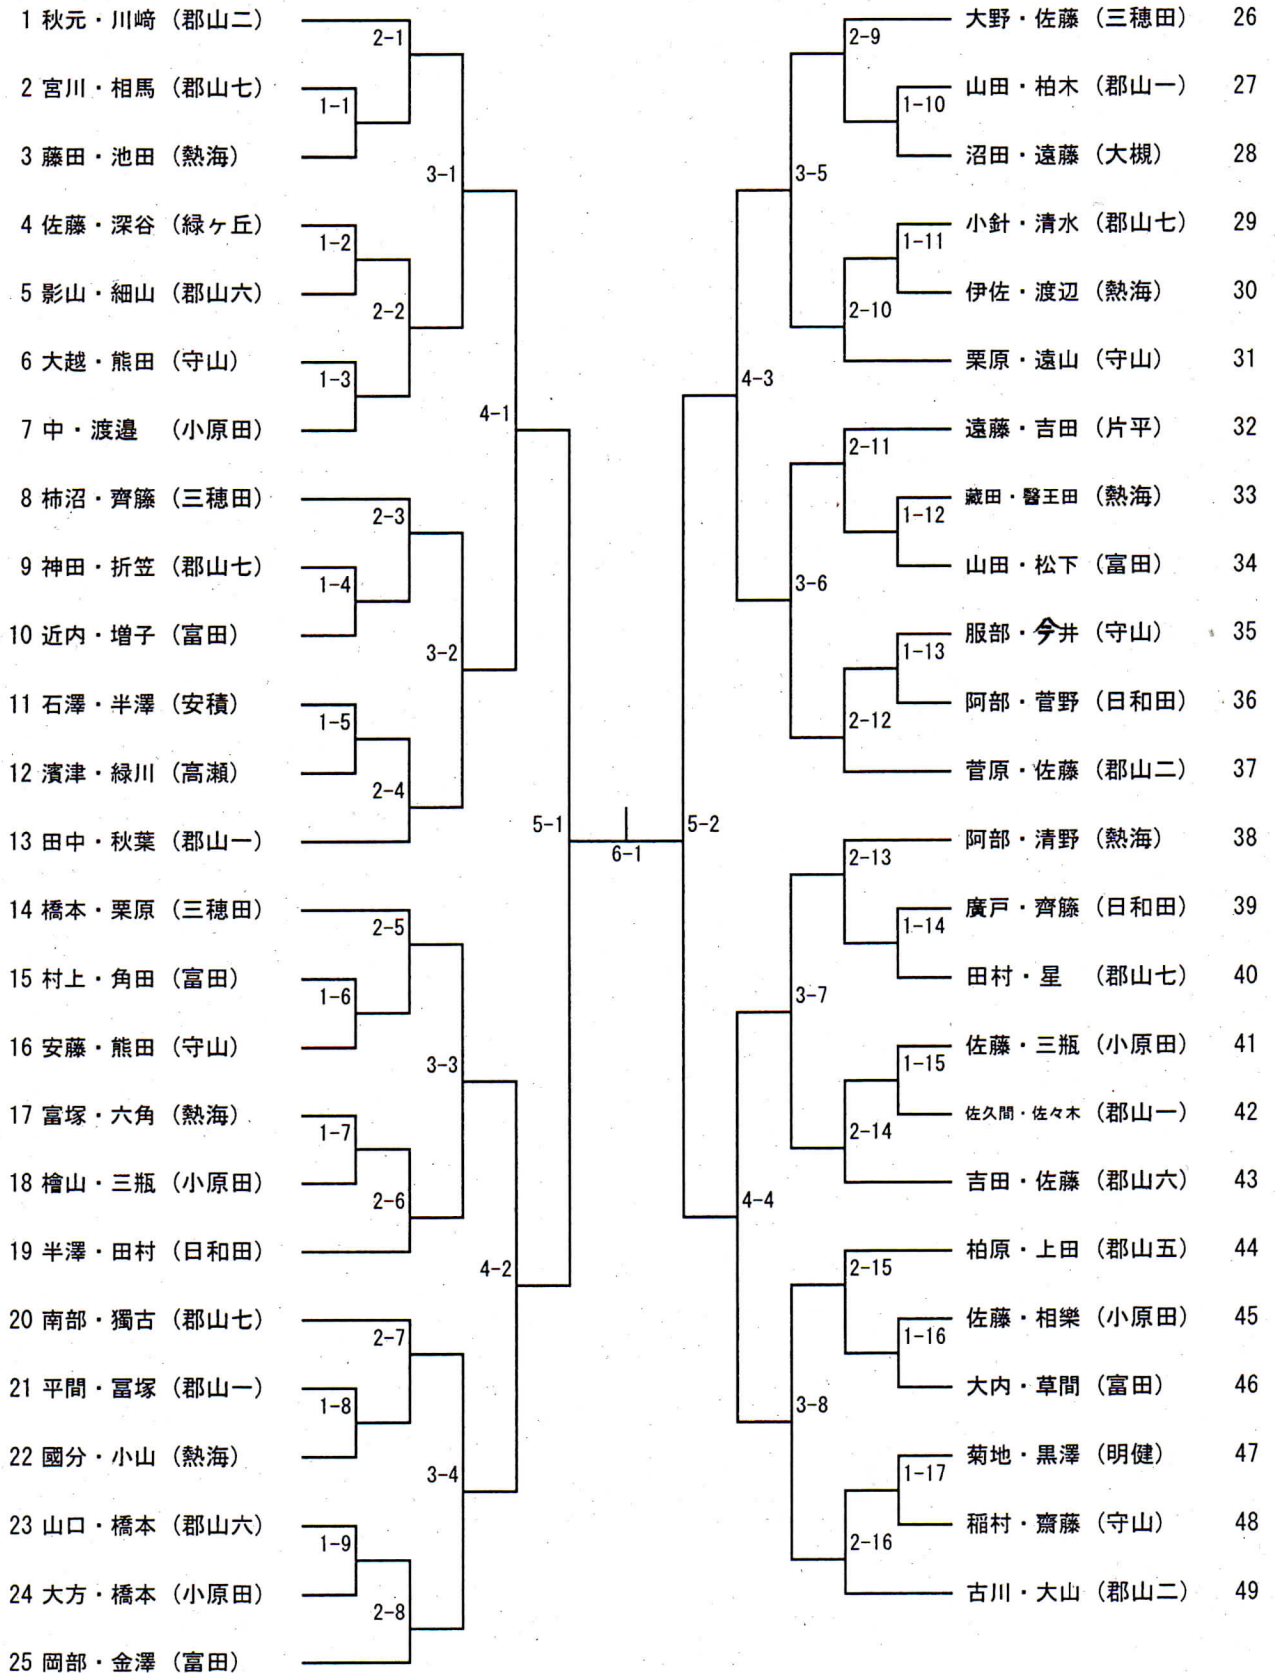 1 秋元・川﨑 (郡山二)
2 宮川・相馬 (郡山七)
3 藤田・池田 (熱海)
4 佐藤・深谷 (緑ヶ丘)
5 影山・細山 (郡山六)
6 大越・熊田 (守山)
7 中・渡邉 (小原田)
8 柿沼・齊籐 (三穂田)
9 神田・折笠 (郡山七)
10 近内・増子 (富田)
11 石澤・半澤 (安積)
12 濱津・緑川 (高瀬)
13 田中・秋葉 (郡山一)
14 橋本・栗原 (三穂田)
15 村上・角田 (富田)
16 安藤・熊田 (守山)
17 富塚・六角 (熱海)
18 檜山・三瓶 (小原田)
19 半澤・田村 (日和田)
20 南部・獨古 (郡山七)
21 平間・冨塚 (郡山一)
22 國分・小山 (熱海)
23 山口・橋本 (郡山六)
24 大方・橋本 (小原田)
25 岡部・金澤 (富田)
1-1
1-2
1-3
1-4
1-5
1-6
1-7
1-8
1-9
2-1
2-2
2-3
2-4
2-5
2-6
2-7
2-8
3-1
3-2
3-3
3-4
4-1
4-2
5-1
6-1
5-2
4-3
4-4
3-5
3-6
3-7
3-8
2-9
2-10
2-11
2-12
2-13
2-14
2-15
2-16
1-10
1-11
1-12
1-13
1-14
1-15
1-16
1-17
大野・佐藤 (三穂田) 26
山田・柏木 (郡山一) 27
沼田・遠藤 (大槻) 28
小針・清水 (郡山七) 29
伊佐・渡辺 (熱海) 30
栗原・遠山 (守山) 31
遠藤・吉田 (片平) 32
藏田・醫王田 (熱海) 33
山田・松下 (富田) 34
服部・今井 (守山) 35
阿部・菅野 (日和田) 36
菅原・佐藤 (郡山二) 37
阿部・清野 (熱海) 38
廣戸・齊籐 (日和田) 39
田村・星 (郡山七) 40
佐藤・三瓶 (小原田) 41
佐久間・佐々木 (郡山一) 42
吉田・佐藤 (郡山六) 43
柏原・上田 (郡山五) 44
佐藤・相樂 (小原田) 45
大内・草間 (富田) 46
菊地・黒澤 (明健) 47
稲村・齋藤 (守山) 48
古川・大山 (郡山二) 49